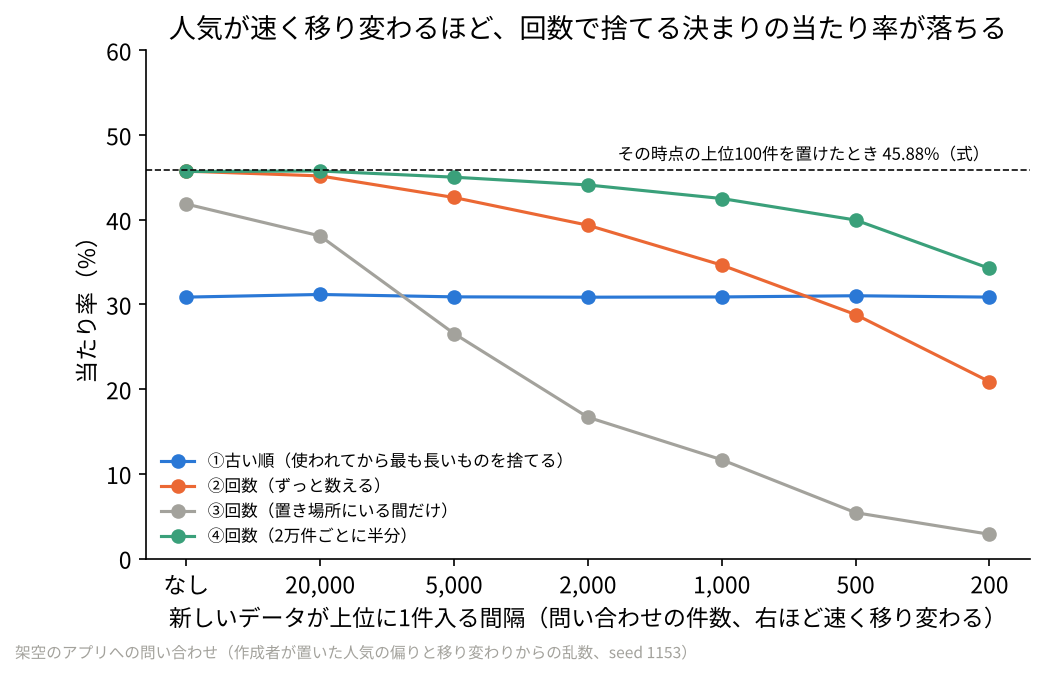 人気が速く移り変わるほど、回数で捨てる決まりの当たり率が落ちる
60
50
40
30
20
10
0
当たり率（%）
その時点の上位100件を置けたとき 45.88%（式）
①古い順（使われてから最も長いものを捨てる）
②回数（ずっと数える）
③回数（置き場所にいる間だけ）
④回数（2万件ごとに半分）
なし 20,000 5,000 2,000 1,000 500 200
新しいデータが上位に1件入る間隔（問い合わせの件数、右ほど速く移り変わる）
架空のアプリへの問い合わせ（作成者が置いた人気の偏りと移り変わりからの乱数、seed 1153）